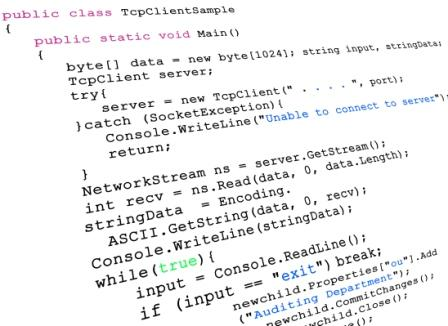 public class TcpClientSample
{
public static void Main()
{
byte[] data = new byte[1024]; string input, stringData;
TcpClient server;
try{
server = new TcpClient(" . . . . ", port);
}catch (SocketException){
Console.WriteLine("Unable to connect to server");
return;
}
NetworkStream ns = server.GetStream();
int recv = ns.Read(data, 0, data.Length);
stringData = Encoding.
ASCII.GetString(data, 0, recv);
Console.WriteLine(stringData);
while(true){
input = Console.ReadLine();
if (input == "exit") break;
newchild.Properties["ou"].Add
("Auditing Department");
newchild.CommitChanges();
newchild.Close();